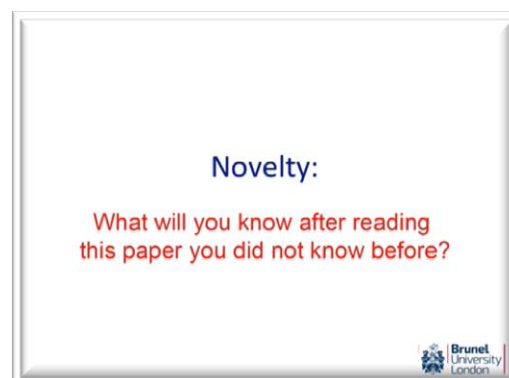 Novelty:
What will you know after reading
this paper you did not know before?
Brunel
University
London